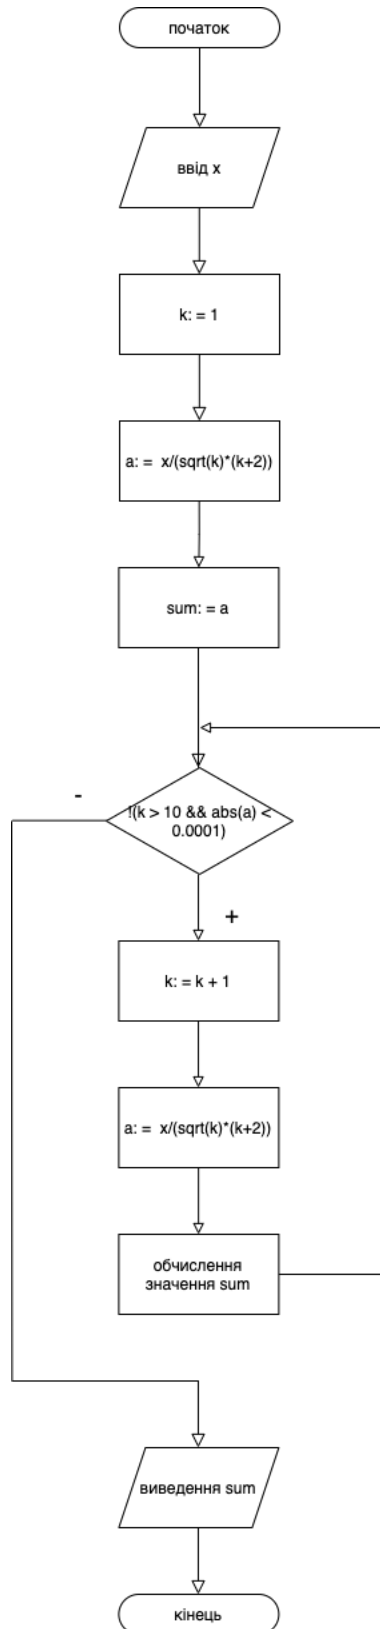 початок
ввід x
k: = 1
a: = x/(sqrt(k)*(k+2))
sum: = a
!(k > 10 && abs(a) <
0.0001)
-
+
k: = k + 1
a: = x/(sqrt(k)*(k+2))
обчислення
значення sum
виведення sum
кінець